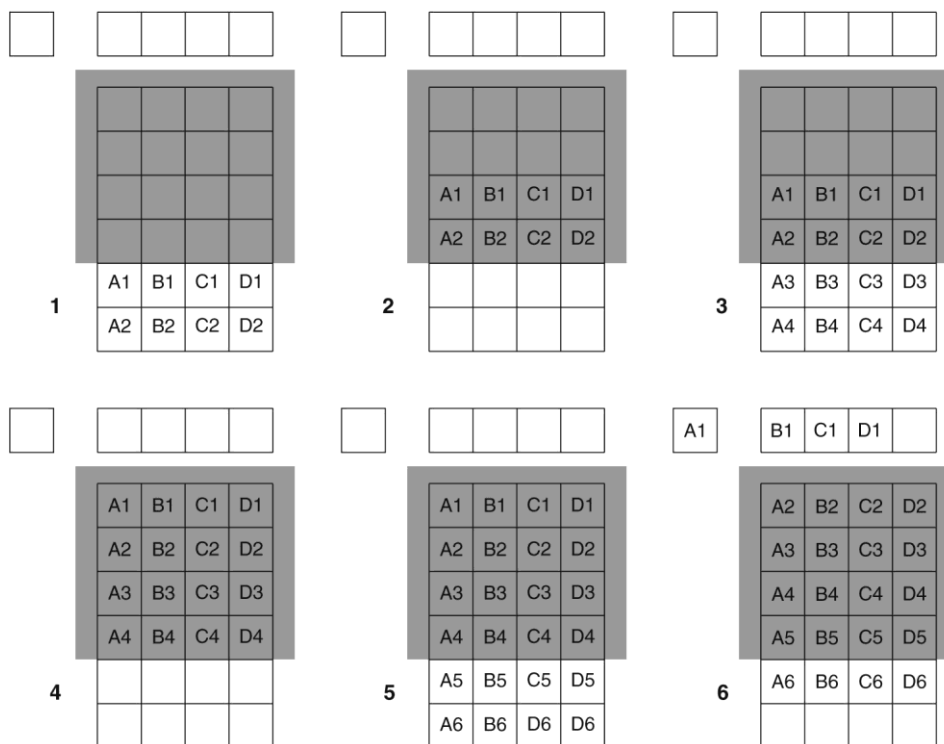 A1 B1 C1 D1
A2 B2 C2 D2
1
A1 B1 C1 D1
A2 B2 C2 D2
2
A1 B1 C1 D1
A2 B2 C2 D2
A3 B3 C3 D3
A4 B4 C4 D4
3
A1 B1 C1 D1
A2 B2 C2 D2
A3 B3 C3 D3
A4 B4 C4 D4
4
A1 B1 C1 D1
A2 B2 C2 D2
A3 B3 C3 D3
A4 B4 C4 D4
A5 B5 C5 D5
A6 B6 D6 D6
5
A1 B1 C1 D1
A2 B2 C2 D2
A3 B3 C3 D3
A4 B4 C4 D4
A5 B5 C5 D5
A6 B6 C6 D6
6